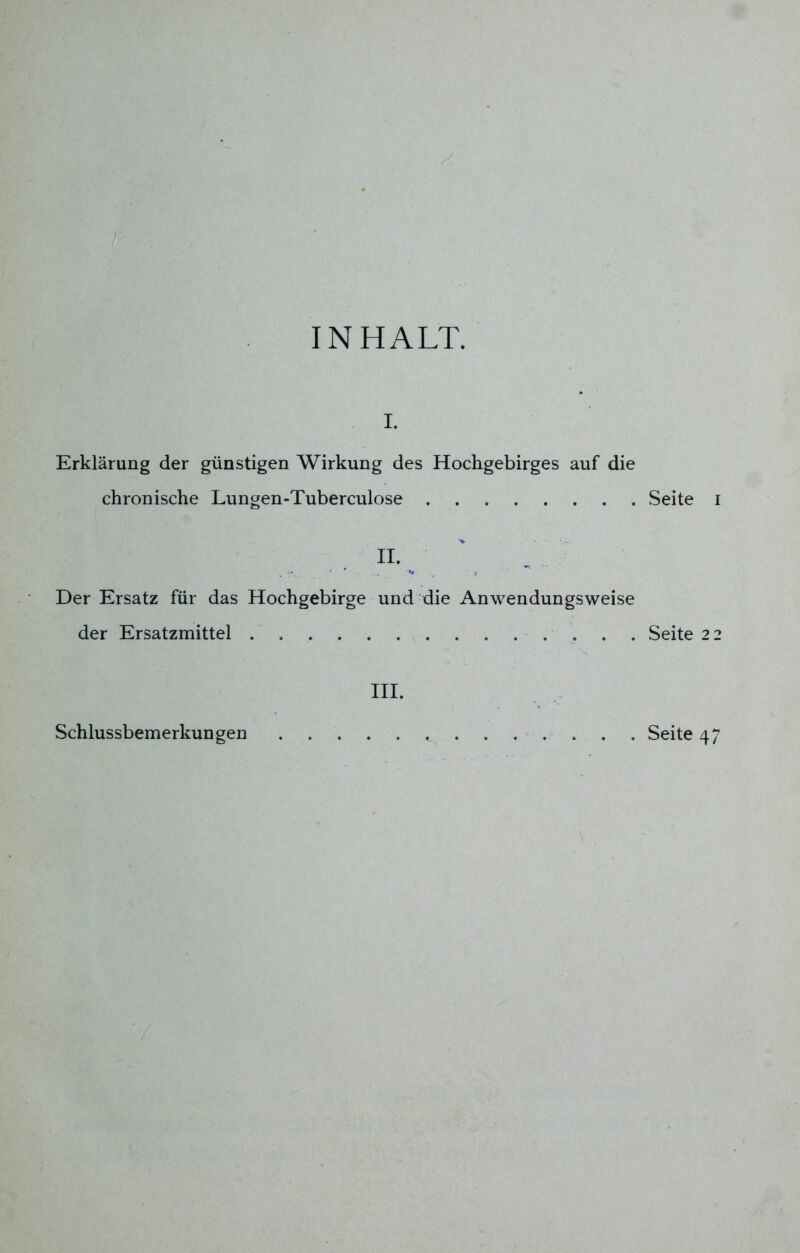 INHALT.
I.
Erklärung der günstigen Wirkung des Hochgebirges auf die
chronische Lungen-Tuberculose . . . . . . . . Seite 1
II.
Der Ersatz für das Hochgebirge und die Anwendungsweise
der Ersatzmittel . . . . . . . . . . . . . . Seite 22
III.
Schlussbemerkungen . . . . . . . . . . . . . Seite 47